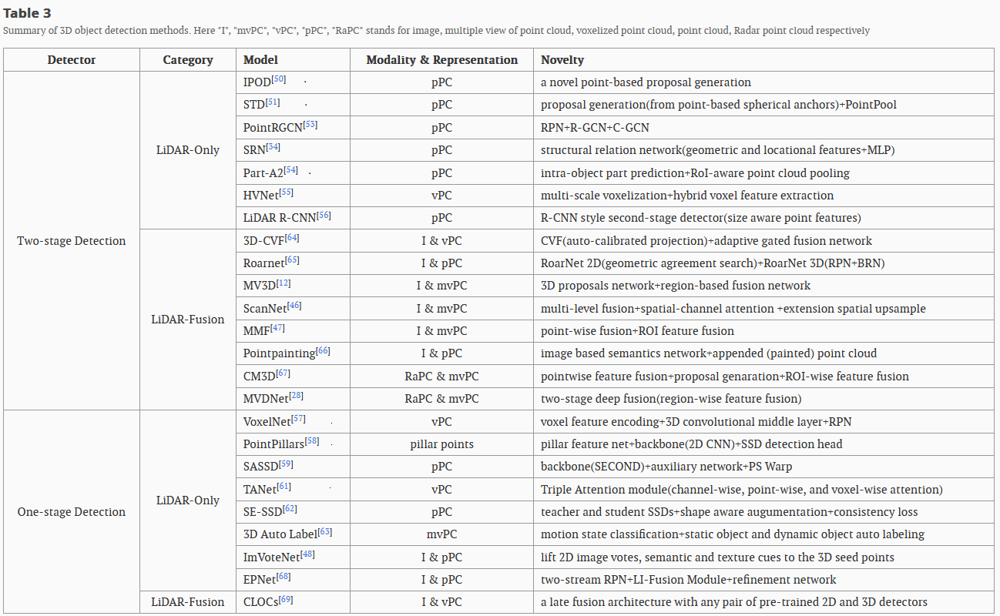 Table 3
Summary of 3D object detection methods. Here "I", "mvPC", "vPC", "pPC", "RaPC" stands for image, multiple view of point cloud, voxelized point cloud, point cloud, Radar point cloud respectively
Detector Category Model Modality & Representation Novelty
Two-stage Detection LiDAR-Only IPOD[50] · pPC a novel point-based proposal generation
STD[51] · pPC proposal generation(from point-based spherical anchors)+PointPool
PointRGCN[53] pPC RPN+R-GCN+C-GCN
SRN[34] pPC structural relation network(geometric and locational features+MLP)
Part-A2[54] · pPC intra-object part prediction+RoI-aware point cloud pooling
HVNet[55] vPC multi-scale voxelization+hybrid voxel feature extraction
LiDAR R-CNN[56] pPC R-CNN style second-stage detector(size aware point features)
LiDAR-Fusion 3D-CVF[64] I & vPC CVF(auto-calibrated projection)+adaptive gated fusion network
Roarnet[65] I & pPC RoarNet 2D(geometric agreement search)+RoarNet 3D(RPN+BRN)
MV3D[12] I & mvPC 3D proposals network+region-based fusion network
ScanNet[46] I & mvPC multi-level fusion+spatial-channel attention +extension spatial upsample
MMF[47] I & mvPC point-wise fusion+ROI feature fusion
Pointpainting[66] I & pPC image based semantics network+appended (painted) point cloud
CM3D[67] RaPC & mvPC pointwise feature fusion+proposal genaration+ROI-wise feature fusion
MVDNet[28] RaPC & mvPC two-stage deep fusion(region-wise feature fusion)
One-stage Detection LiDAR-Only VoxelNet[57] · vPC voxel feature encoding+3D convolutional middle layer+RPN
PointPillars[58] · pillar points pillar feature net+backbone(2D CNN)+SSD detection head
SASSD[59] pPC backbone(SECOND)+auxiliary network+PS Warp
TANet[61] · vPC Triple Attention module(channel-wise, point-wise, and voxel-wise attention)
SE-SSD[62] pPC teacher and student SSDs+shape aware augumentation+consistency loss
3D Auto Label[63] mvPC motion state classification+static object and dynamic object auto labeling
ImVoteNet[48] I & pPC lift 2D image votes, semantic and texture cues to the 3D seed points
EPNet[68] I & pPC two-stream RPN+LI-Fusion Module+refinement network
LiDAR-Fusion CLOCs[69] I & vPC a late fusion architecture with any pair of pre-trained 2D and 3D detectors